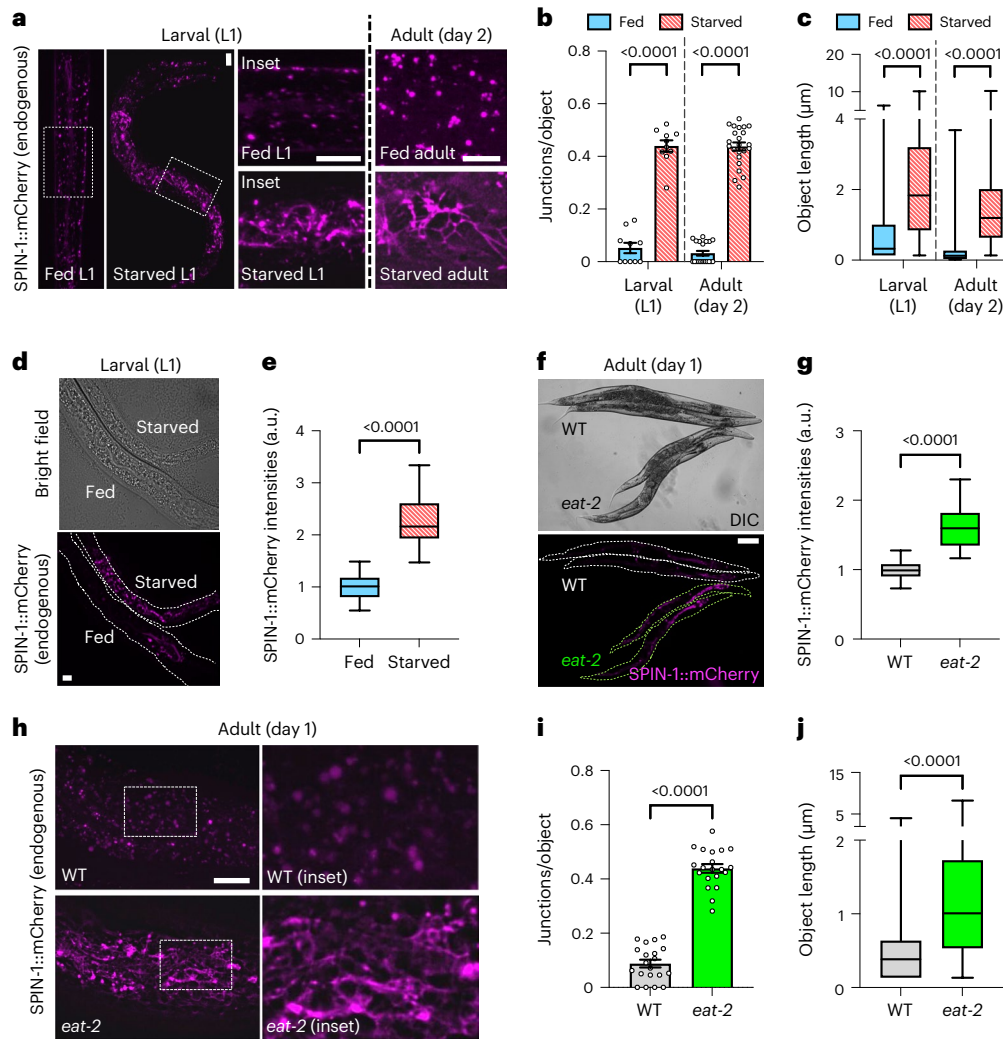 a
Larval (L1)
Adult (day 2)
SPIN-1::mCherry (endogenous)
Fed L1
Starved L1
Inset
Fed L1
Inset
Starved L1
Fed adult
Starved adult
b
Fed
Starved
<0.0001
<0.0001
Junctions/object
0.8
0.6
0.4
0.2
0
Larval
(L1)
Adult
(day 2)
c
Fed
Starved
<0.0001
<0.0001
Object length (µm)
20
10
4
2
0
Larval
(L1)
Adult
(day 2)
d
Larval (L1)
Bright field
Starved
Fed
SPIN-1::mCherry
(endogenous)
Starved
Fed
e
SPIN-1::mCherry intensities (a.u.)
<0.0001
4
3
2
1
0
Fed
Starved
f
Adult (day 1)
WT
eat-2
DIC
WT
eat-2
SPIN-1::mCherry
g
SPIN-1::mCherry intensities (a.u.)
<0.0001
3
2
1
0
WT
eat-2
h
Adult (day 1)
SPIN-1::mCherry (endogenous)
WT
WT (inset)
eat-2
eat-2 (inset)
i
Junctions/object
<0.0001
0.8
0.6
0.4
0.2
0
WT
eat-2
j
Object length (µm)
<0.0001
15
5
2
1
0
WT
eat-2